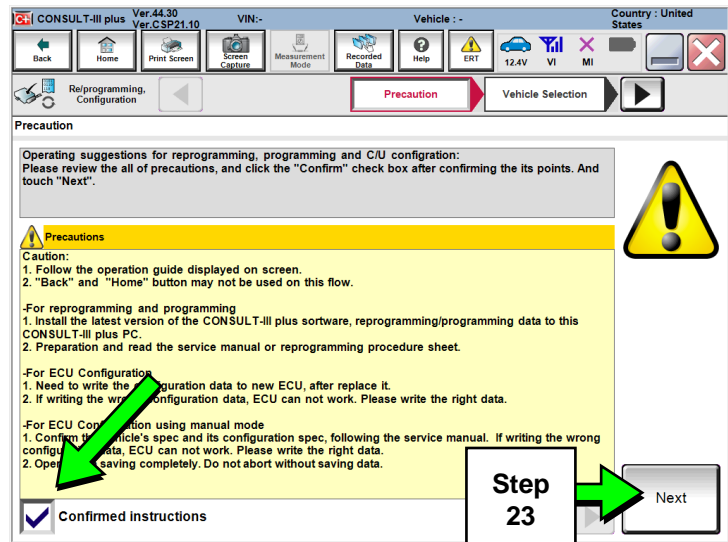 CONSULT-III plus Ver.44.30 Ver.CSP21.10 VIN:- Vehicle : - Country : United States
Back Home Print Screen Screen Capture Measurement Mode Recorded Data Help ERT 12.4V VI MI
Re/programming, Configuration Precaution Vehicle Selection
Precaution
Operating suggestions for reprogramming, programming and C/U configration:
Please review the all of precautions, and click the "Confirm" check box after confirming the its points. And
touch "Next".
Precautions
Caution:
1. Follow the operation guide displayed on screen.
2. "Back" and "Home" button may not be used on this flow.
-For reprogramming and programming
1. Install the latest version of the CONSULT-III plus sortware, reprogramming/programming data to this
CONSULT-III plus PC.
2. Preparation and read the service manual or reprogramming procedure sheet.
-For ECU Configuration
1. Need to write the configuration data to new ECU, after replace it.
2. If writing the wrong configuration data, ECU can not work. Please write the right data.
-For ECU Configuration using manual mode
1. Confirm the vehicle's spec and its configuration spec, following the service manual. If writing the wrong
configuration data, ECU can not work. Please write the right data.
2. saving completely. Do not abort without saving data.
Confirmed instructions
Step
23
Next